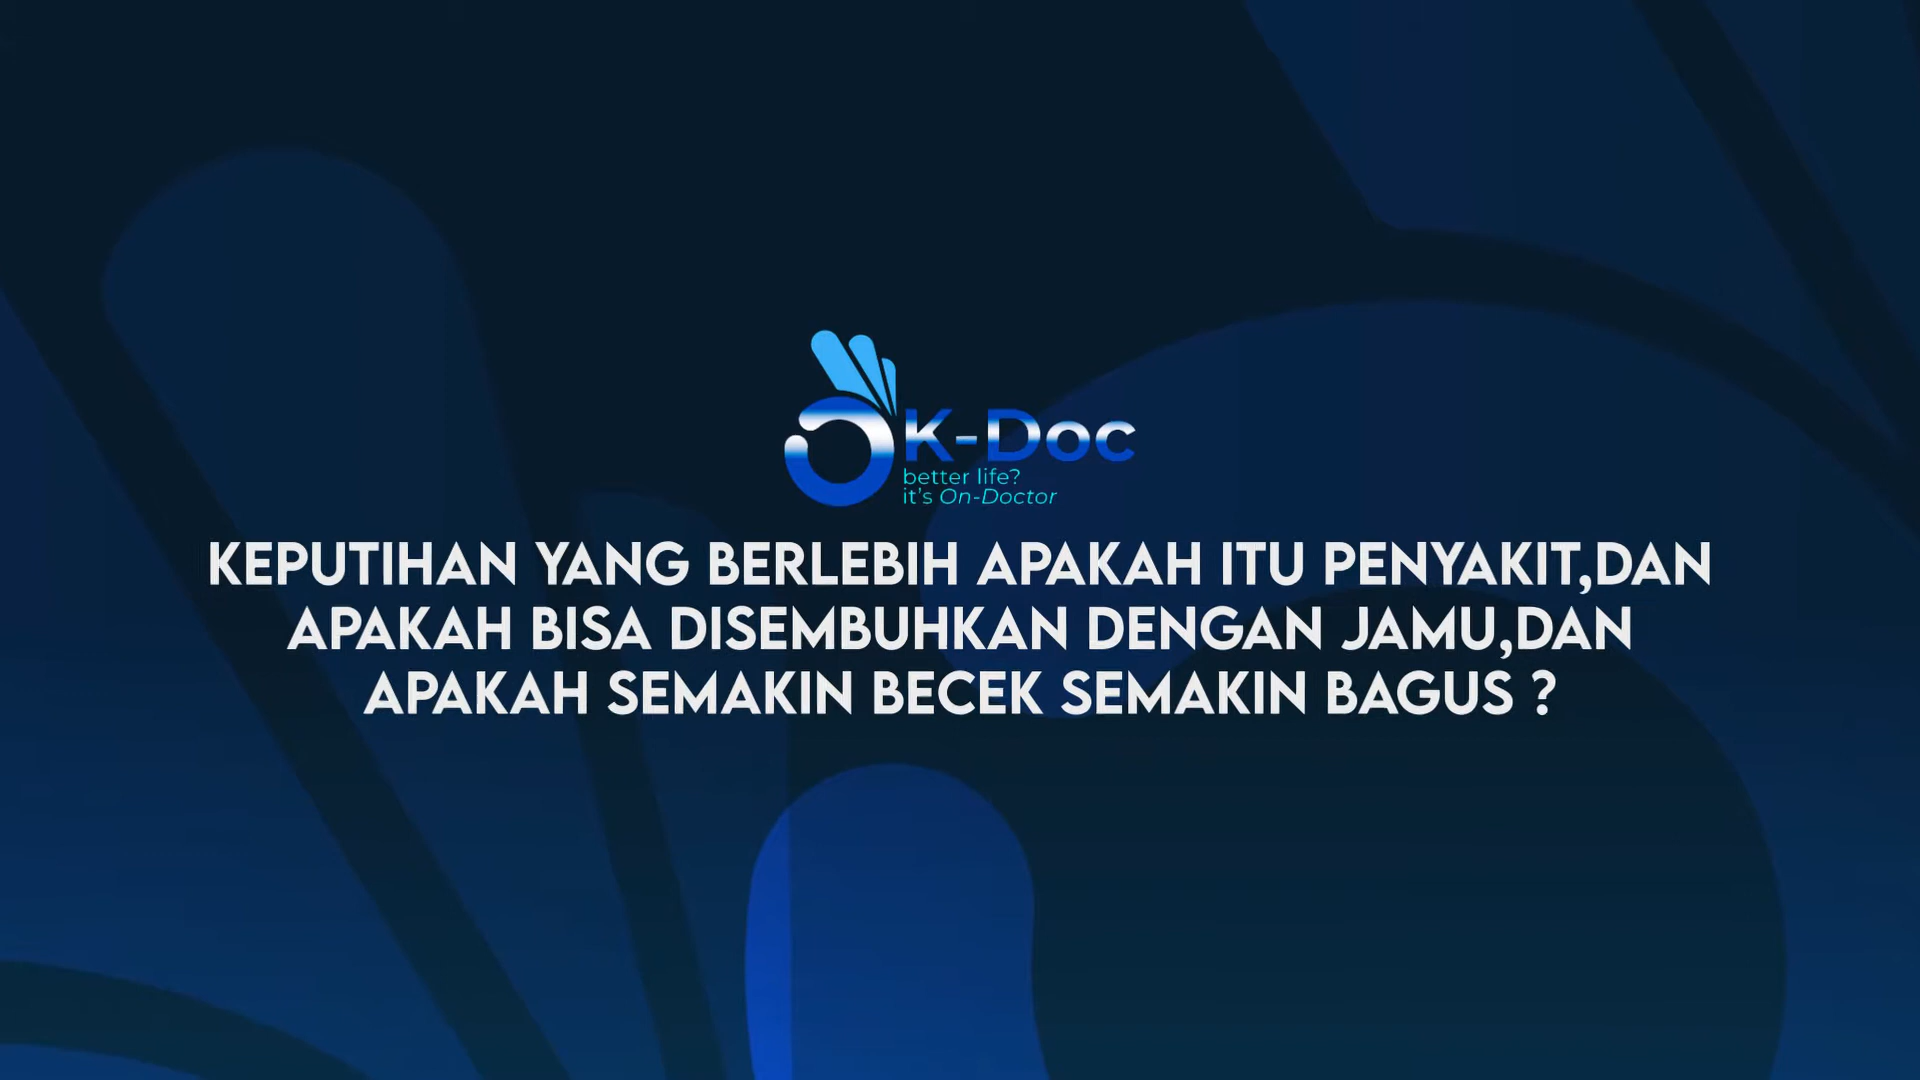 OK-Doc
better life?
it's On-Doctor
KEPUTIHAN YANG BERLEBIH APAKAH ITU PENYAKIT,DAN
APAKAH BISA DISEMBUHKAN DENGAN JAMU,DAN
APAKAH SEMAKIN BECEK SEMAKIN BAGUS ?